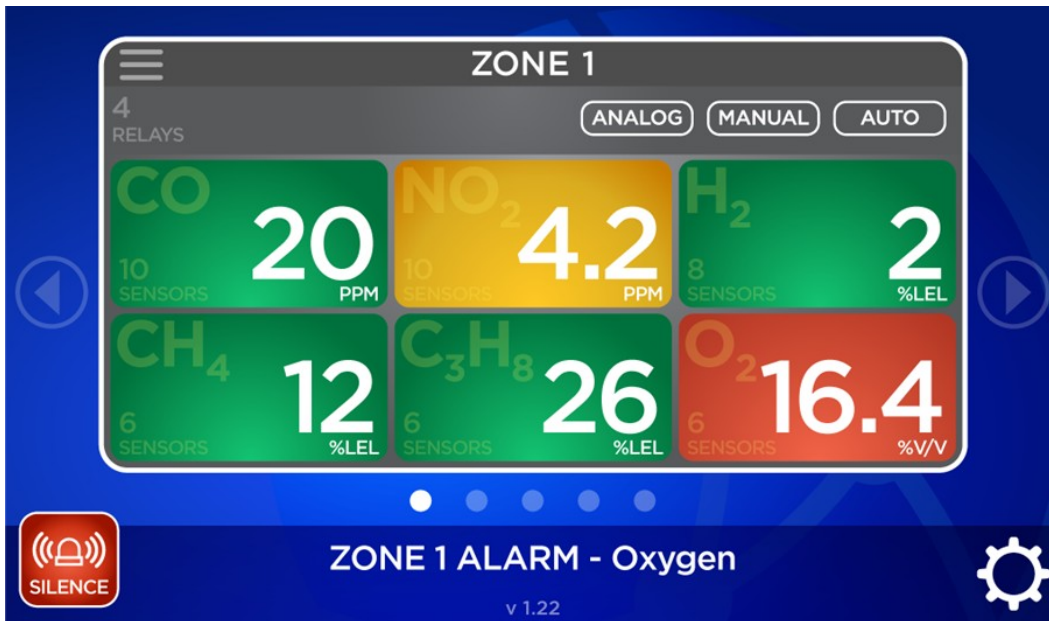 ZONE 1
4
RELAYS
ANALOG MANUAL AUTO
CO
20
10
SENSORS
PPM
NO₂
4.2
10
SENSORS
PPM
H₂
2
8
SENSORS
%LEL
CH₄
12
6
SENSORS
%LEL
C₃H₈
26
6
SENSORS
%LEL
O₂
16.4
6
SENSORS
%V/V
SILENCE
ZONE 1 ALARM - Oxygen
v 1.22